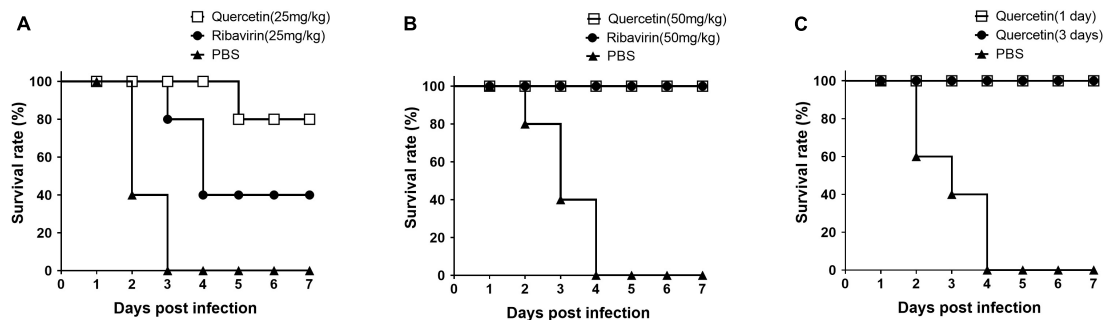 A
Quercetin(25mg/kg)
Ribavirin(25mg/kg)
PBS
Survival rate (%)
100
80
60
40
20
0
0 1 2 3 4 5 6 7
Days post infection
B
Quercetin(50mg/kg)
Ribavirin(50mg/kg)
PBS
Survival rate (%)
100
80
60
40
20
0
0 1 2 3 4 5 6 7
Days post infection
C
Quercetin(1 day)
Quercetin(3 days)
PBS
Survival rate (%)
100
80
60
40
20
0
0 1 2 3 4 5 6 7
Days post infection